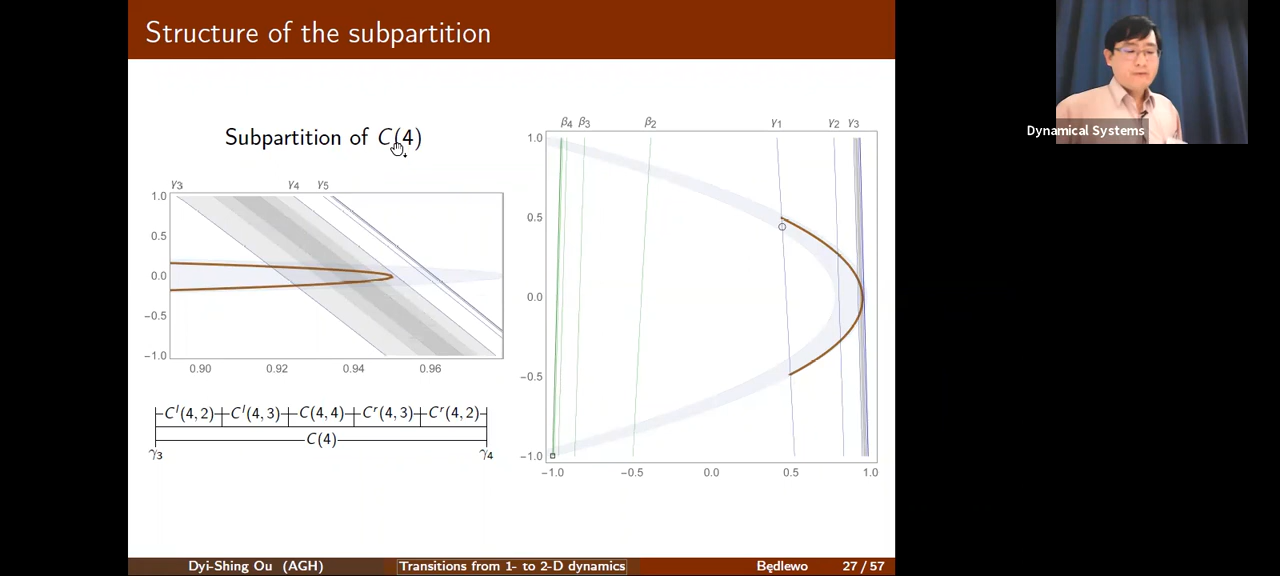 Structure of the subpartition
Dynamical Systems
Subpartition of C(4)
γ3 γ4 γ5
1.0
0.5
0.0
−0.5
−1.0
0.90 0.92 0.94 0.96
C^l(4, 2) C^l(4, 3) C(4, 4) C^r(4, 3) C^r(4, 2)
C(4)
γ3 γ4
β4 β3 β2 γ1 γ2 γ3
1.0
0.5
0.0
−0.5
−1.0
−1.0 −0.5 0.0 0.5 1.0
Dyi-Shing Ou (AGH) Transitions from 1- to 2-D dynamics Będlewo 27 / 57